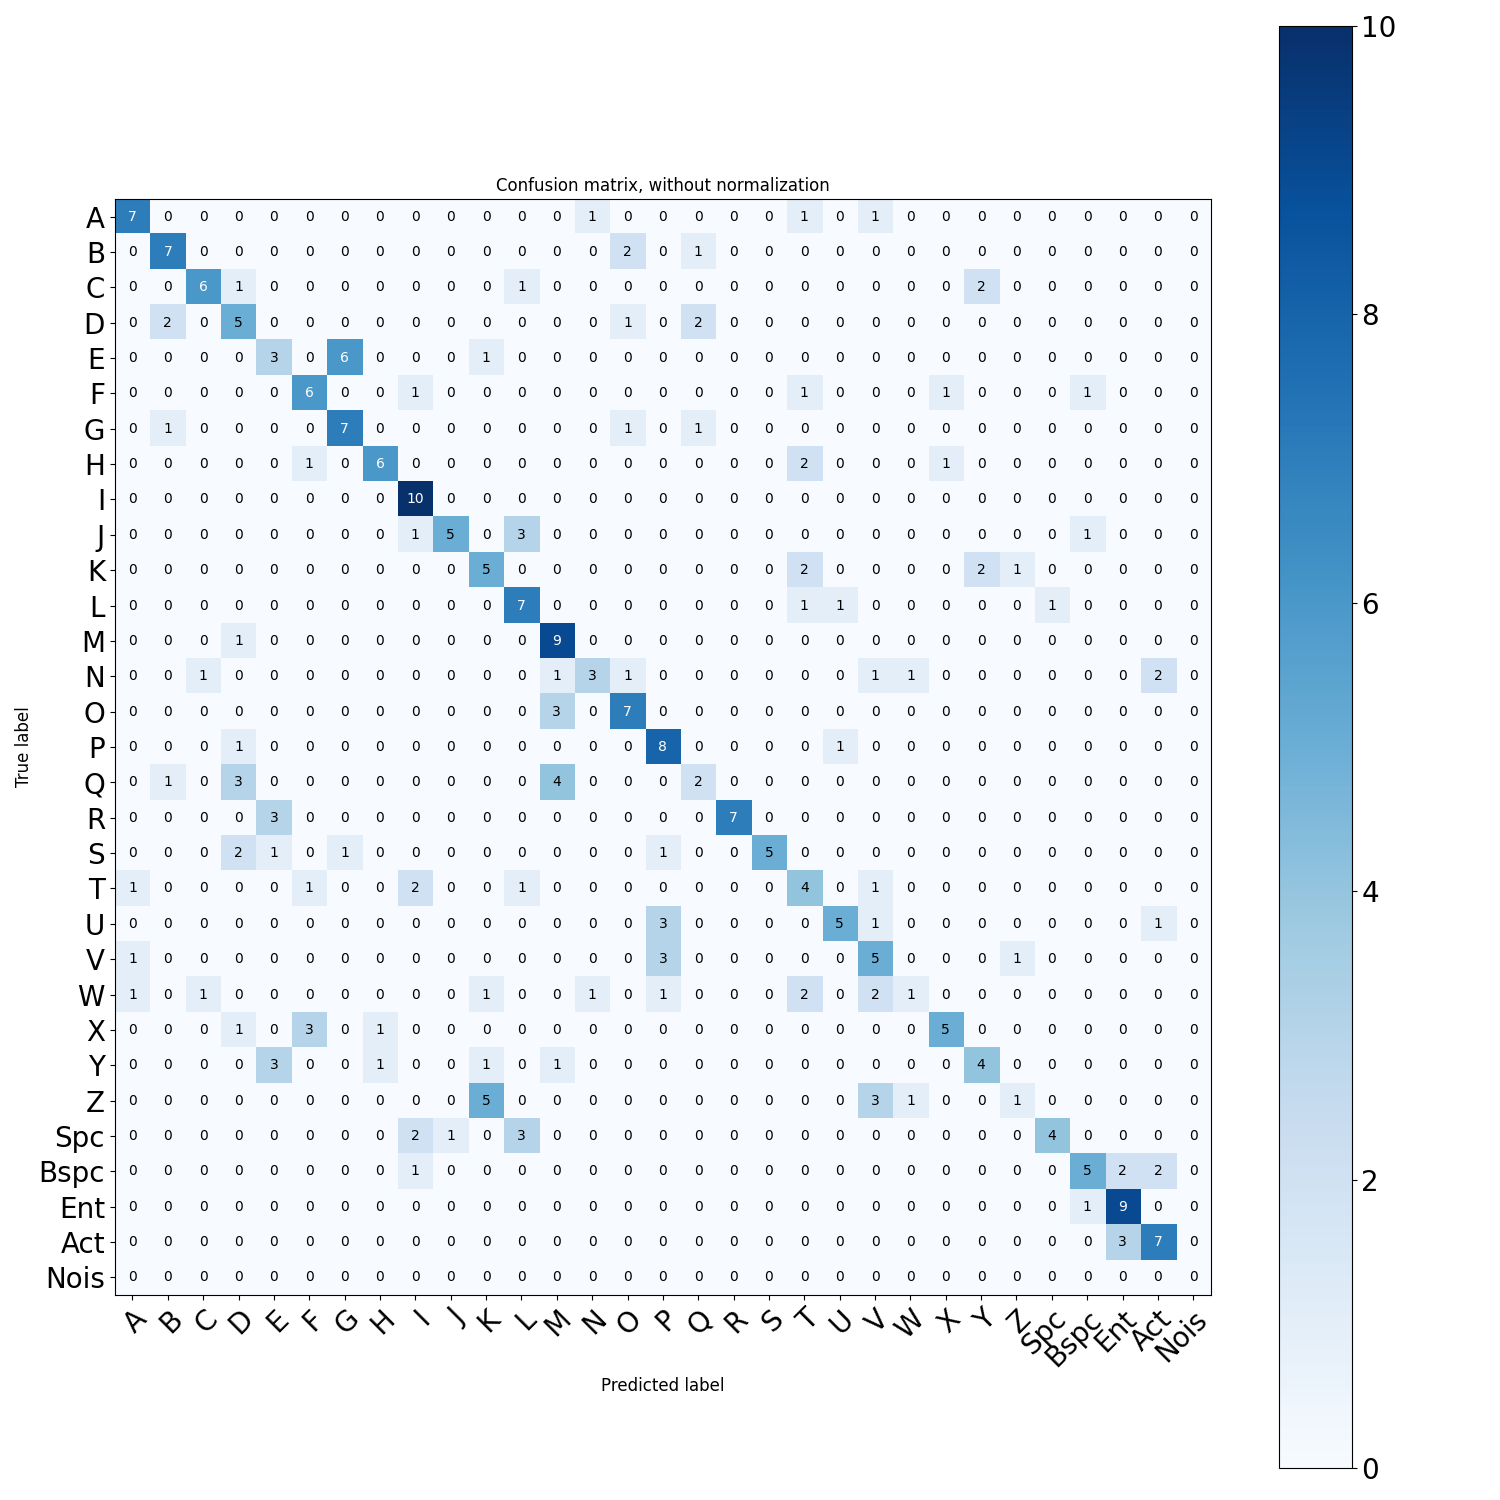 Confusion matrix, without normalization
A 7 0 0 0 0 0 0 0 0 0 0 0 0 1 0 0 0 0 0 1 0 1 0 0 0 0 0 0 0 0 0
B 0 7 0 0 0 0 0 0 0 0 0 0 0 0 2 0 1 0 0 0 0 0 0 0 0 0 0 0 0 0 0
C 0 0 6 1 0 0 0 0 0 0 0 1 0 0 0 0 0 0 0 0 0 0 0 0 2 0 0 0 0 0 0
D 0 2 0 5 0 0 0 0 0 0 0 0 0 0 1 0 2 0 0 0 0 0 0 0 0 0 0 0 0 0 0
E 0 0 0 0 3 0 6 0 0 0 1 0 0 0 0 0 0 0 0 0 0 0 0 0 0 0 0 0 0 0 0
F 0 0 0 0 0 6 0 0 1 0 0 0 0 0 0 0 0 0 0 1 0 0 0 1 0 0 0 1 0 0 0
G 0 1 0 0 0 0 7 0 0 0 0 0 0 0 1 0 1 0 0 0 0 0 0 0 0 0 0 0 0 0 0
H 0 0 0 0 0 1 0 6 0 0 0 0 0 0 0 0 0 0 0 2 0 0 0 1 0 0 0 0 0 0 0
I 0 0 0 0 0 0 0 0 10 0 0 0 0 0 0 0 0 0 0 0 0 0 0 0 0 0 0 0 0 0 0
J 0 0 0 0 0 0 0 0 1 5 0 3 0 0 0 0 0 0 0 0 0 0 0 0 0 0 0 1 0 0 0
K 0 0 0 0 0 0 0 0 0 0 5 0 0 0 0 0 0 0 0 2 0 0 0 0 2 1 0 0 0 0 0
L 0 0 0 0 0 0 0 0 0 0 0 7 0 0 0 0 0 0 0 1 1 0 0 0 0 0 1 0 0 0 0
M 0 0 0 1 0 0 0 0 0 0 0 0 9 0 0 0 0 0 0 0 0 0 0 0 0 0 0 0 0 0 0
N 0 0 1 0 0 0 0 0 0 0 0 0 1 3 1 0 0 0 0 0 0 1 1 0 0 0 0 0 0 2 0
O 0 0 0 0 0 0 0 0 0 0 0 0 3 0 7 0 0 0 0 0 0 0 0 0 0 0 0 0 0 0 0
P 0 0 0 1 0 0 0 0 0 0 0 0 0 0 0 8 0 0 0 0 1 0 0 0 0 0 0 0 0 0 0
Q 0 1 0 3 0 0 0 0 0 0 0 0 4 0 0 0 2 0 0 0 0 0 0 0 0 0 0 0 0 0 0
R 0 0 0 0 3 0 0 0 0 0 0 0 0 0 0 0 0 7 0 0 0 0 0 0 0 0 0 0 0 0 0
S 0 0 0 2 1 0 1 0 0 0 0 0 0 0 0 1 0 0 5 0 0 0 0 0 0 0 0 0 0 0 0
T 1 0 0 0 0 1 0 0 2 0 0 1 0 0 0 0 0 0 0 4 0 1 0 0 0 0 0 0 0 0 0
U 0 0 0 0 0 0 0 0 0 0 0 0 0 0 0 3 0 0 0 0 5 1 0 0 0 0 0 0 0 1 0
V 1 0 0 0 0 0 0 0 0 0 0 0 0 0 0 3 0 0 0 0 0 5 0 0 0 1 0 0 0 0 0
W 1 0 1 0 0 0 0 0 0 0 1 0 0 1 0 1 0 0 0 2 0 2 1 0 0 0 0 0 0 0 0
X 0 0 0 1 0 3 0 1 0 0 0 0 0 0 0 0 0 0 0 0 0 0 0 5 0 0 0 0 0 0 0
Y 0 0 0 0 3 0 0 1 0 0 1 0 1 0 0 0 0 0 0 0 0 0 0 0 4 0 0 0 0 0 0
Z 0 0 0 0 0 0 0 0 0 0 5 0 0 0 0 0 0 0 0 0 0 3 1 0 0 1 0 0 0 0 0
Spc 0 0 0 0 0 0 0 0 2 1 0 3 0 0 0 0 0 0 0 0 0 0 0 0 0 0 4 0 0 0 0
Bspc 0 0 0 0 0 0 0 0 1 0 0 0 0 0 0 0 0 0 0 0 0 0 0 0 0 0 0 5 2 2 0
Ent 0 0 0 0 0 0 0 0 0 0 0 0 0 0 0 0 0 0 0 0 0 0 0 0 0 0 0 1 9 0 0
Act 0 0 0 0 0 0 0 0 0 0 0 0 0 0 0 0 0 0 0 0 0 0 0 0 0 0 0 0 3 7 0
Nois 0 0 0 0 0 0 0 0 0 0 0 0 0 0 0 0 0 0 0 0 0 0 0 0 0 0 0 0 0 0 0
A B C D E F G H I J K L M N O P Q R S T U V W X Y Z Spc Bspc Ent Act Nois
Predicted label
True label
10
8
6
4
2
0